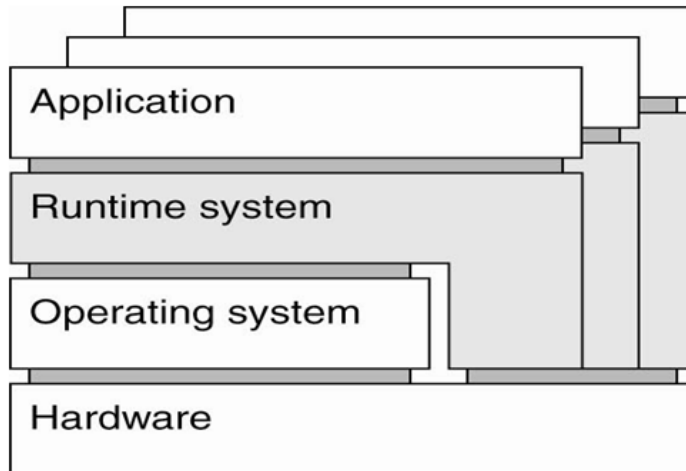 Application
Runtime system
Operating system
Hardware